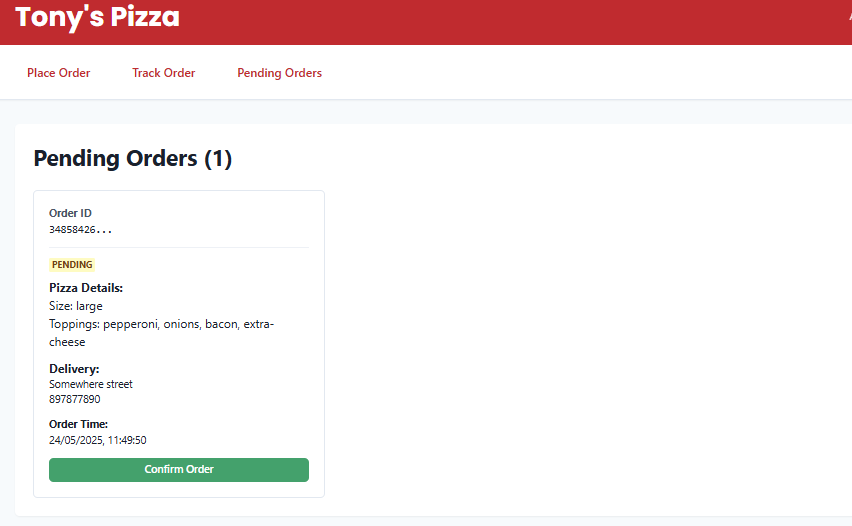 Tony's Pizza
Place Order
Track Order
Pending Orders
Pending Orders (1)
Order ID
34858426...
PENDING
Pizza Details:
Size: large
Toppings: pepperoni, onions, bacon, extra-
cheese
Delivery:
Somewhere street
897877890
Order Time:
24/05/2025, 11:49:50
Confirm Order